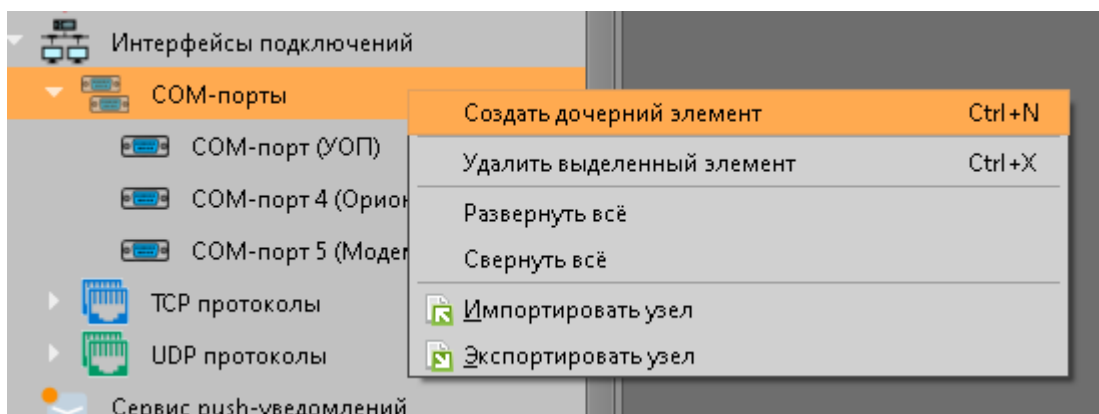 Интерфейсы подключений
COM-порты
COM-порт (УОП)
COM-порт 4 (Орион
COM-порт 5 (Модем
TCP протоколы
UDP протоколы
Сервис push-уведомлений
Создать дочерний элемент Ctrl+N
Удалить выделенный элемент Ctrl+X
Развернуть всё
Свернуть всё
Импортировать узел
Экспортировать узел